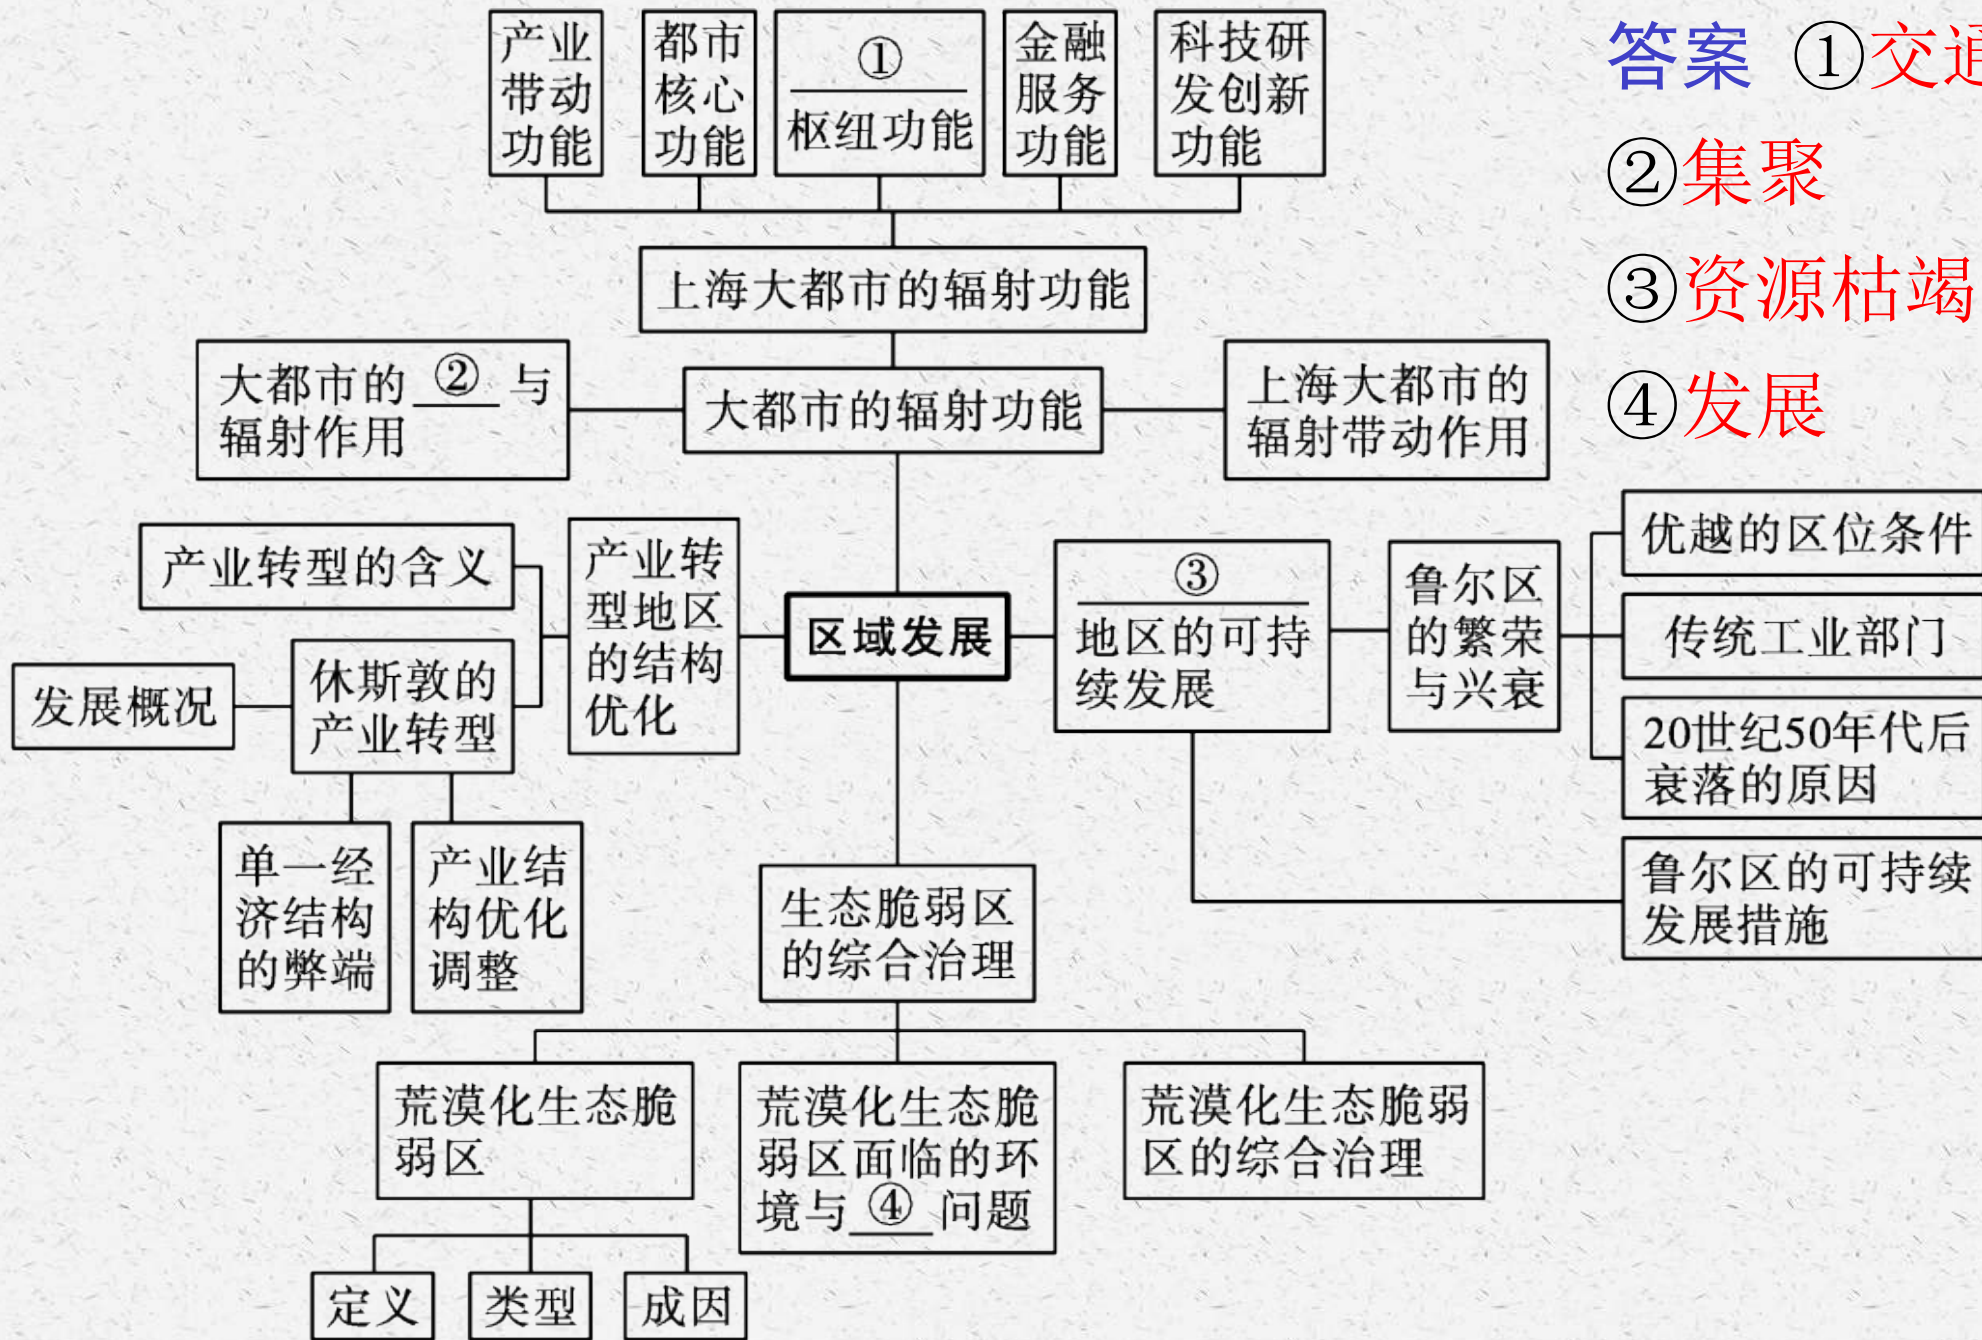 产业
带动
功能
都市
核心
功能
①
枢纽功能
金融
服务
功能
科技研
发创新
功能
答案 ①交通
②集聚
③资源枯竭
④发展
上海大都市的辐射功能
大都市的 ② 与
辐射作用
大都市的辐射功能
上海大都市的
辐射带动作用
产业转型的含义
产业转
型地区
的结构
优化
区域发展
③
地区的可持
续发展
鲁尔区
的繁荣
与兴衰
优越的区位条件
传统工业部门
20世纪50年代后
衰落的原因
鲁尔区的可持续
发展措施
发展概况
休斯敦的
产业转型
单一经
济结构
的弊端
产业结
构优化
调整
生态脆弱区
的综合治理
荒漠化生态脆
弱区
荒漠化生态脆
弱区面临的环
境与 ④ 问题
荒漠化生态脆弱
区的综合治理
定义
类型
成因